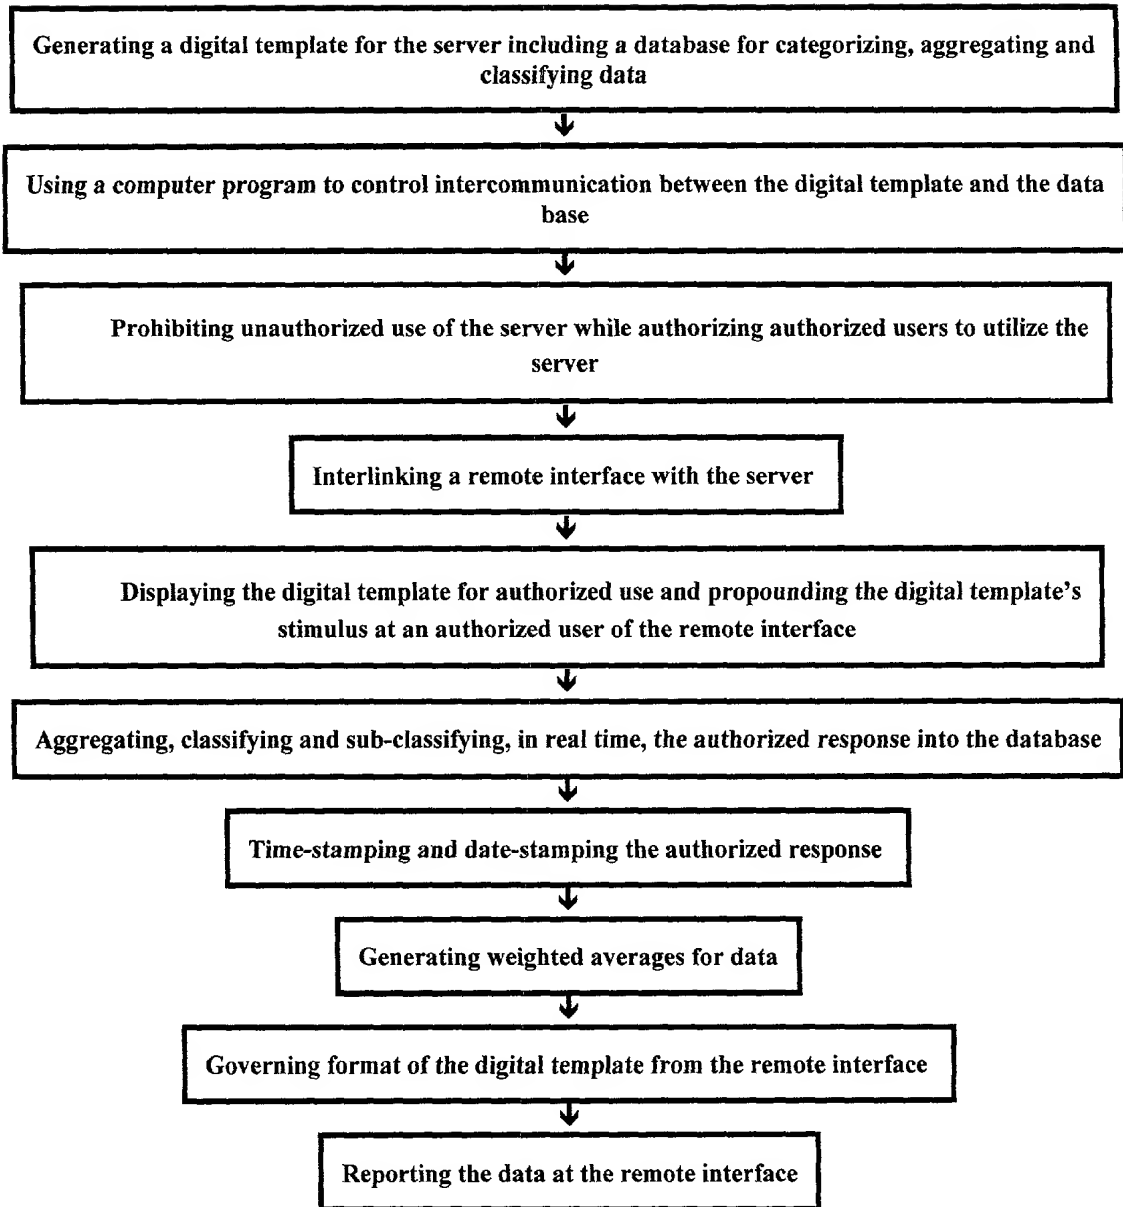 Generating a digital template for the server including a database for categorizing, aggregating and
classifying data
Using a computer program to control intercommunication between the digital template and the data
base
Prohibiting unauthorized use of the server while authorizing authorized users to utilize the
server
Interlinking a remote interface with the server
Displaying the digital template for authorized use and propounding the digital template's
stimulus at an authorized user of the remote interface
Aggregating, classifying and sub-classifying, in real time, the authorized response into the database
Time-stamping and date-stamping the authorized response
Generating weighted averages for data
Governing format of the digital template from the remote interface
Reporting the data at the remote interface